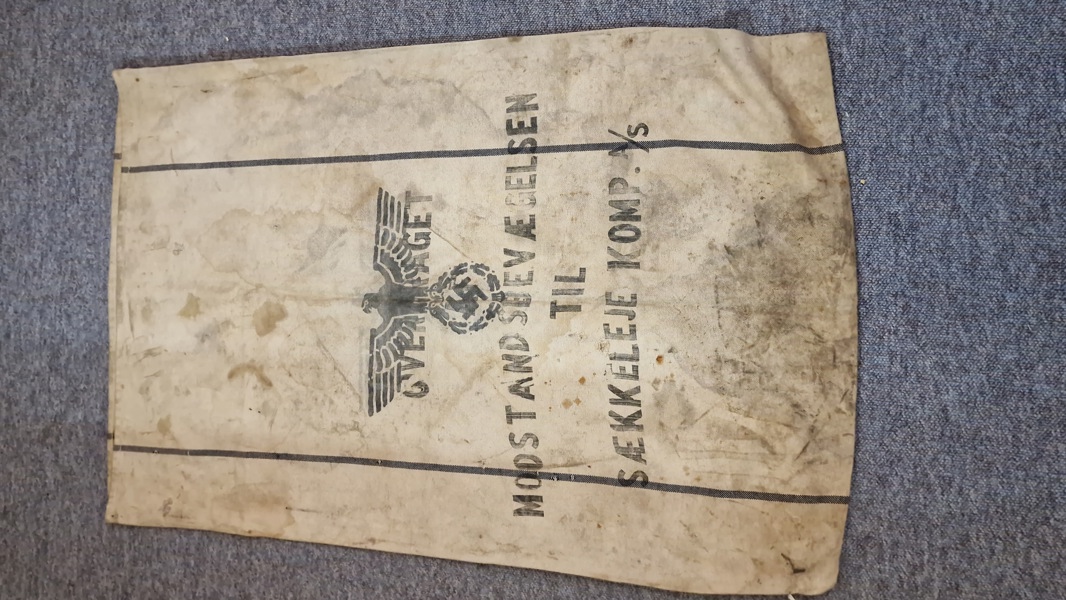 OVERDRAGET
MODSTANDSBEVÆGELSEN
TIL
SÆKKELEJE KOMP. A/S